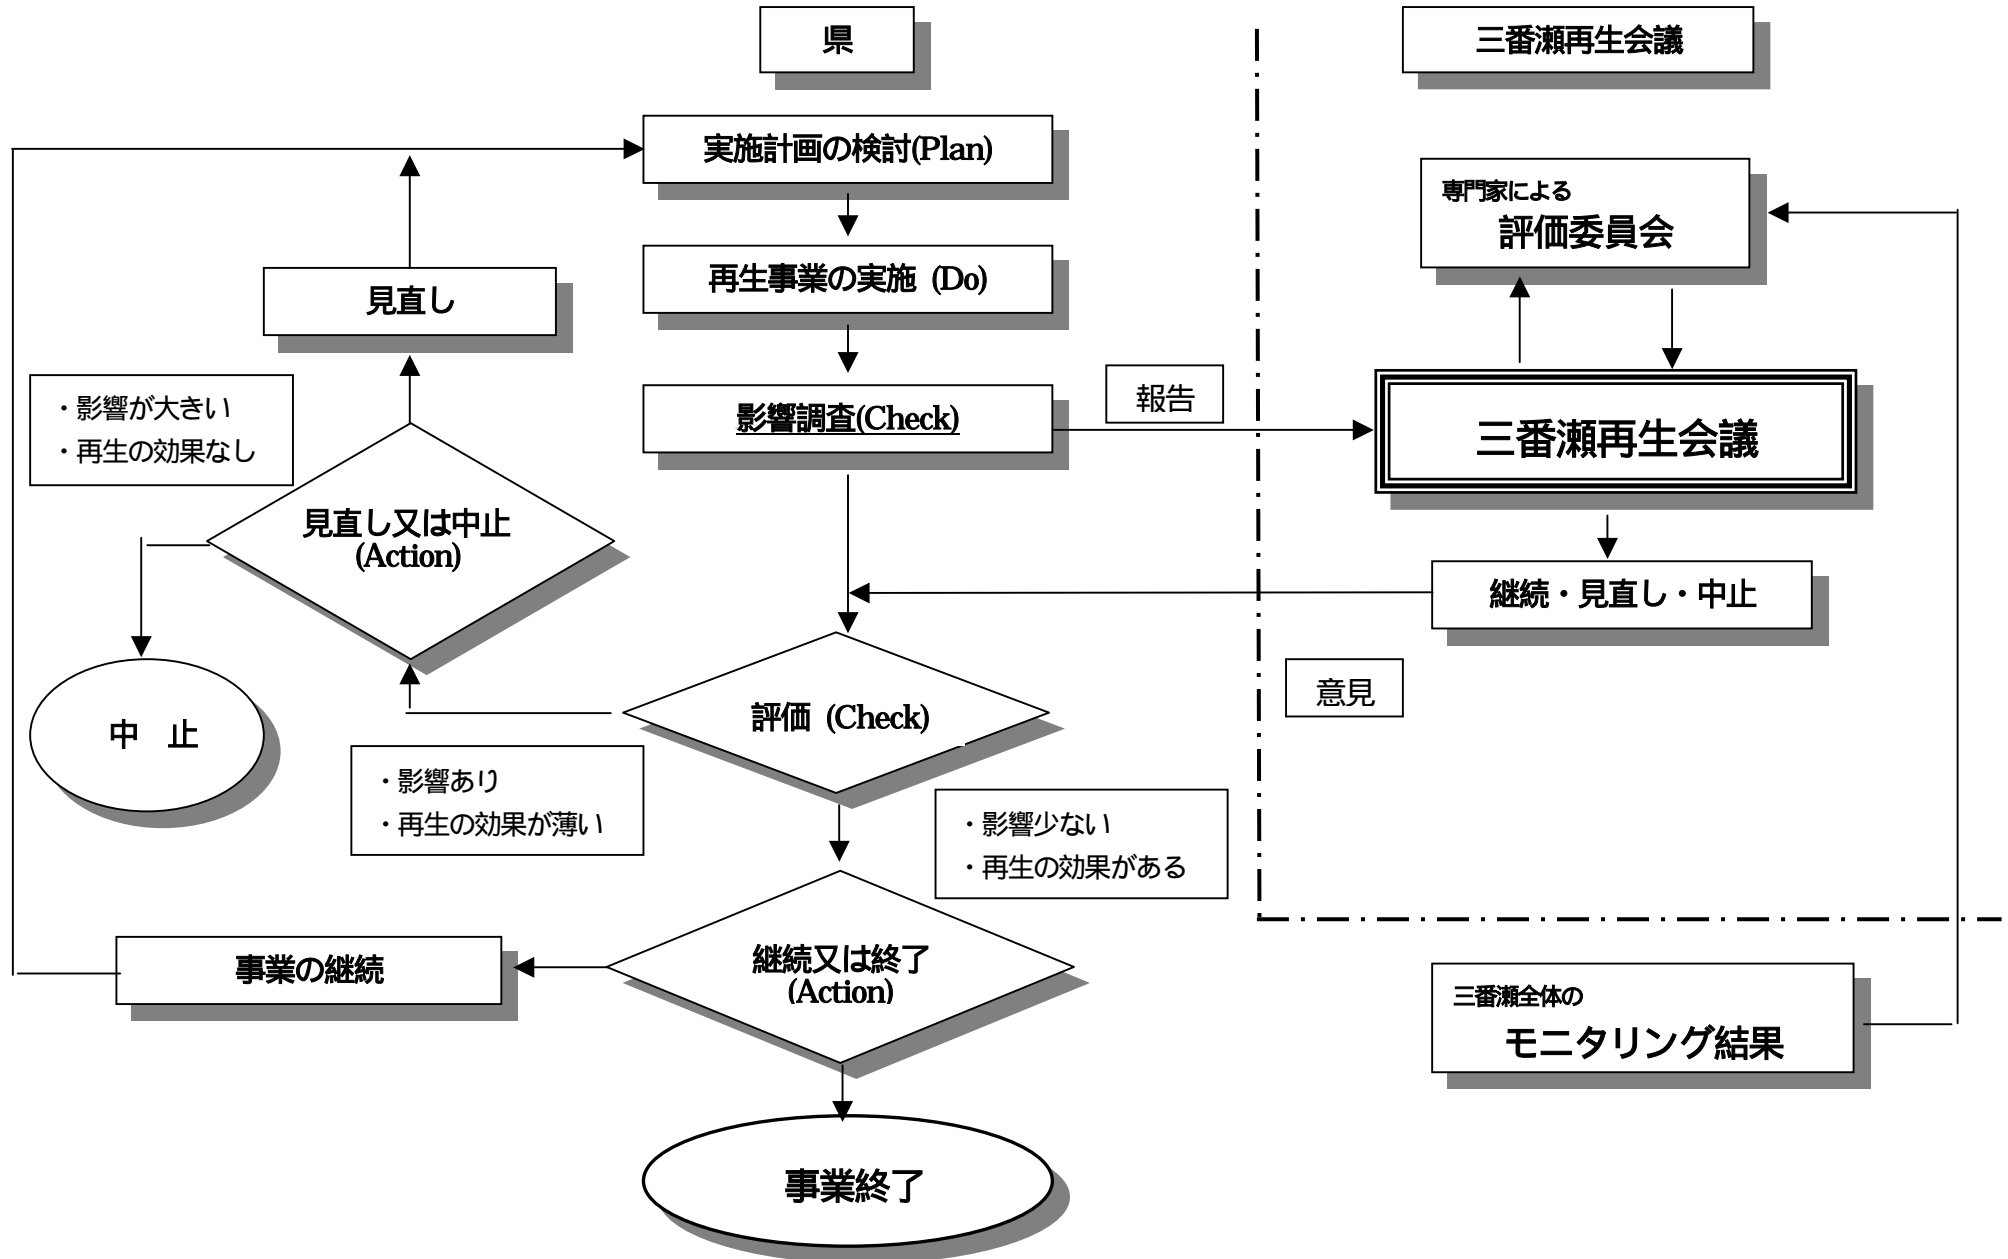 県
三番瀬再生会議
実施計画の検討(Plan)
専門家による
評価委員会
再生事業の実施 (Do)
見直し
・影響が大きい
・再生の効果なし
影響調査(Check)
報告
三番瀬再生会議
見直し又は中止
(Action)
継続・見直し・中止
意見
中 止
評価 (Check)
・影響あり
・再生の効果が薄い
・影響少ない
・再生の効果がある
事業の継続
継続又は終了
(Action)
三番瀬全体の
モニタリング結果
事業終了